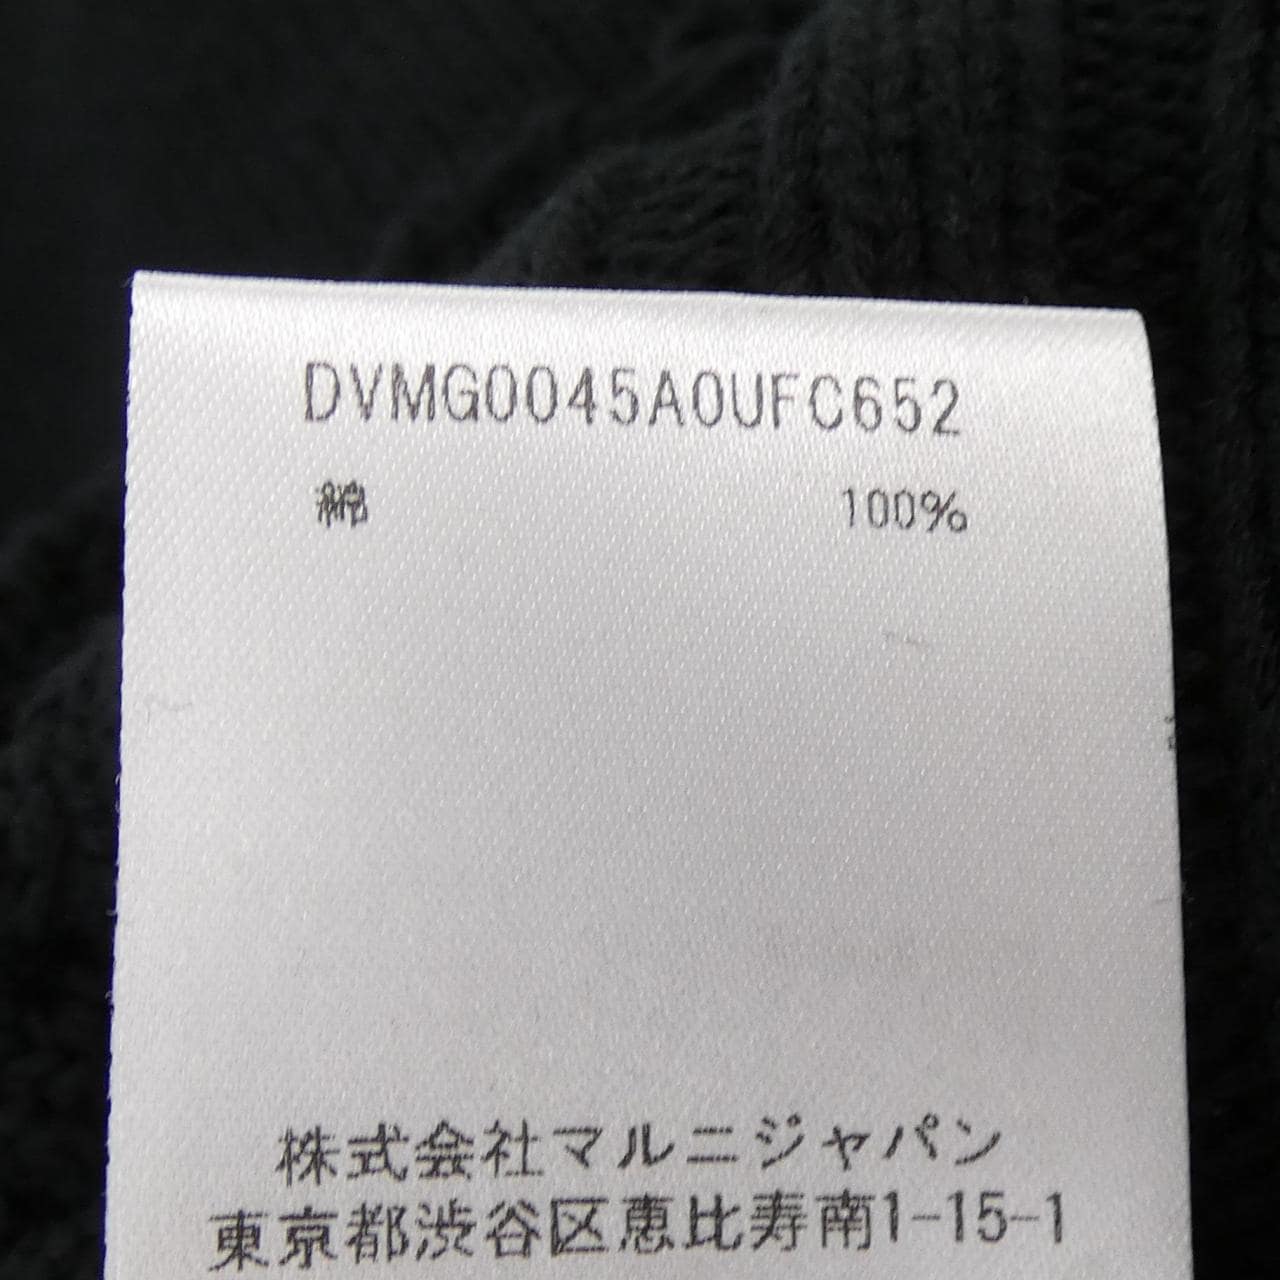 DVMG0045A0UFC652
綿 100%
株式会社マルニジャパン
東京都渋谷区恵比寿南1-15-1